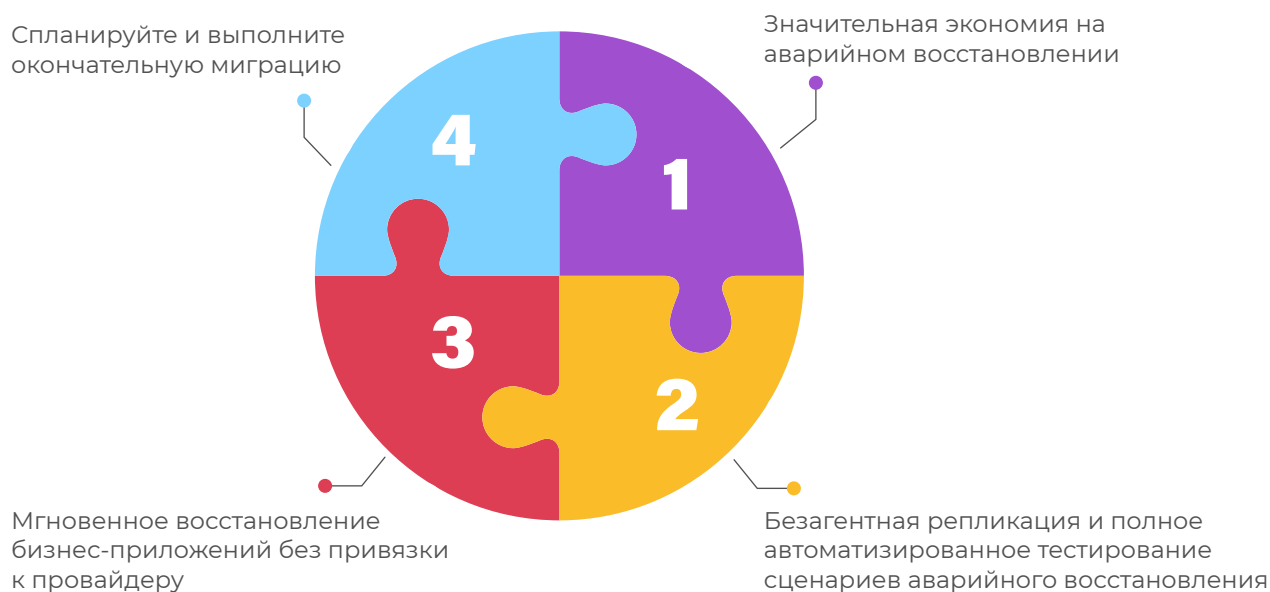 Спланируйте и выполните
окончательную миграцию
Значительная экономия на
аварийном восстановлении
4
1
3
2
Мгновенное восстановление
бизнес-приложений без привязки
к провайдеру
Безагентная репликация и полное
автоматизированное тестирование
сценариев аварийного восстановления